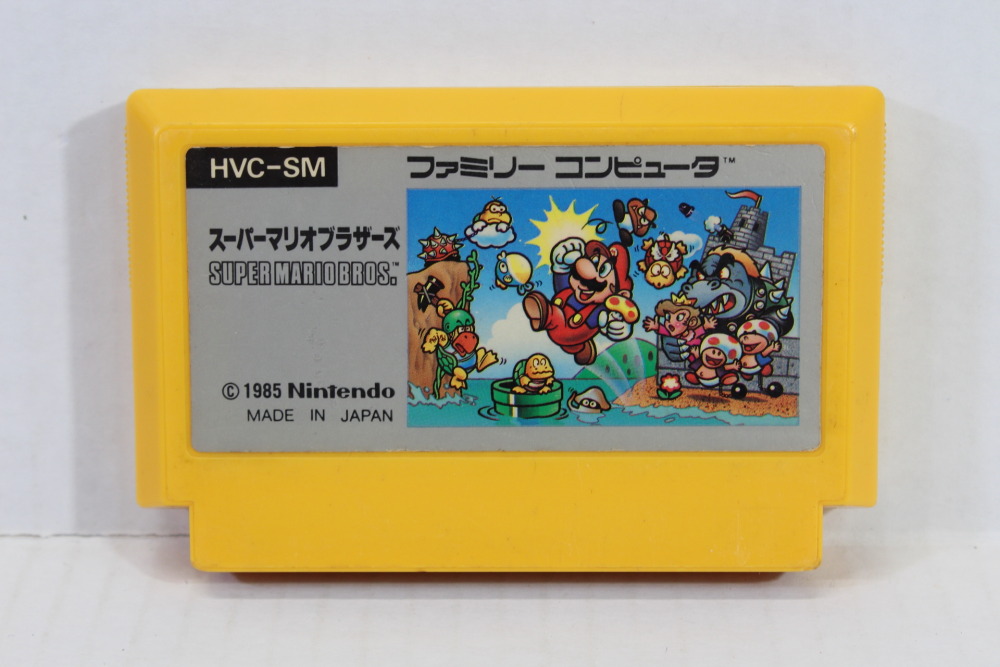 HVC-SM
ファミリー コンピュータ™
スーパーマリオブラザーズ
SUPER MARIO BROS.™
© 1985 Nintendo
MADE IN JAPAN